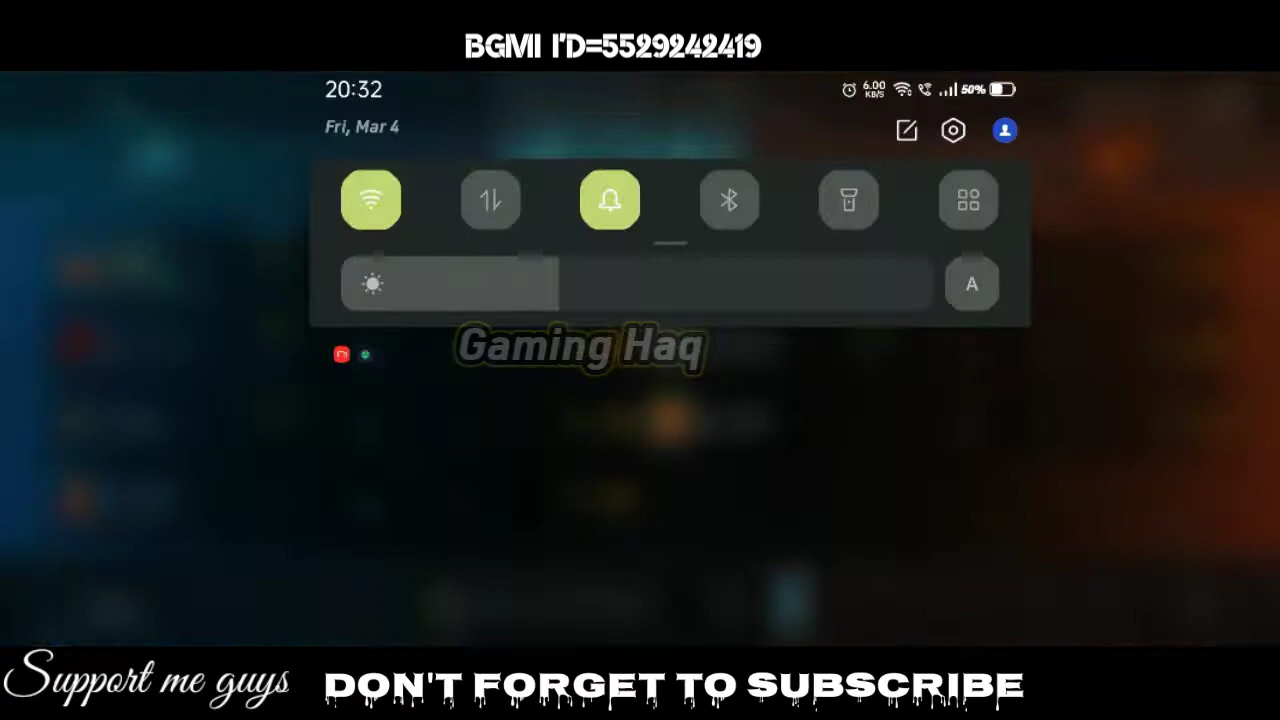 BGMI I'D=5529242419
20:32
6.00 KB/S
50%
Fri, Mar 4
A
Gaming Haq
Support me guys
DON'T FORGET TO SUBSCRIBE